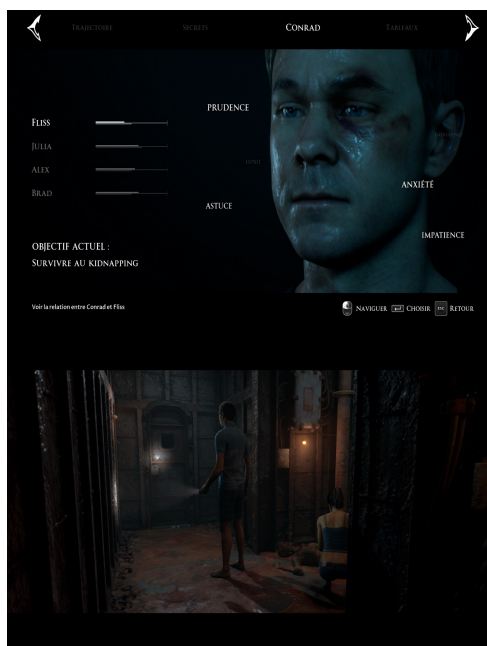 Trajectoire
Secrets
Conrad
Tableaux
PRUDENCE
Fliss
Julia
Alex
Brad
ANXIÉTÉ
ASTUCE
IMPATIENCE
OBJECTIF ACTUEL :
Survivre au kidnapping
Voir la relation entre Conrad et Fliss
Naviguer
Choisir
ESC
Retour